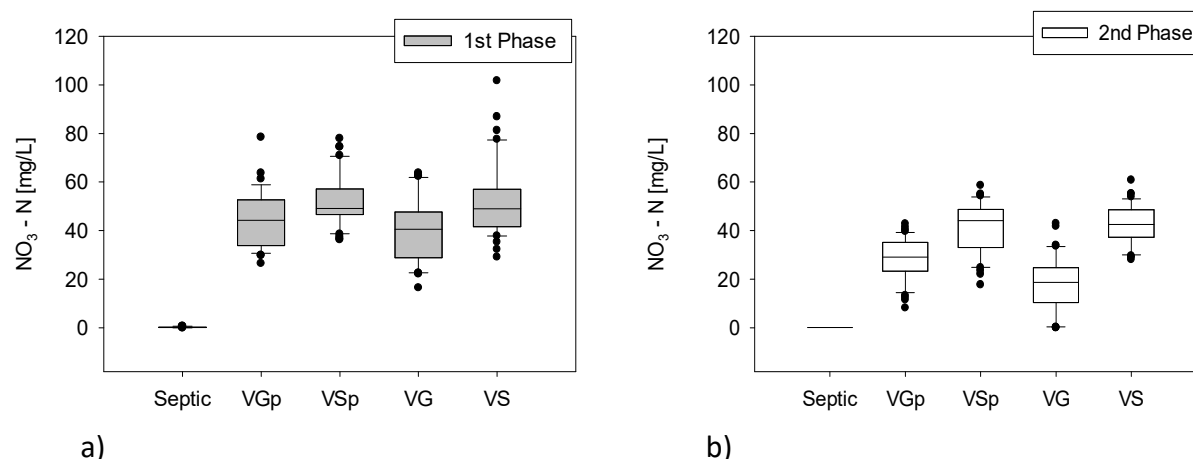 1st Phase
120
100
80
60
40
20
0
NO₃ - N [mg/L]
Septic VGp VSp VG VS
a)
2nd Phase
120
100
80
60
40
20
0
NO₃ - N [mg/L]
Septic VGp VSp VG VS
b)